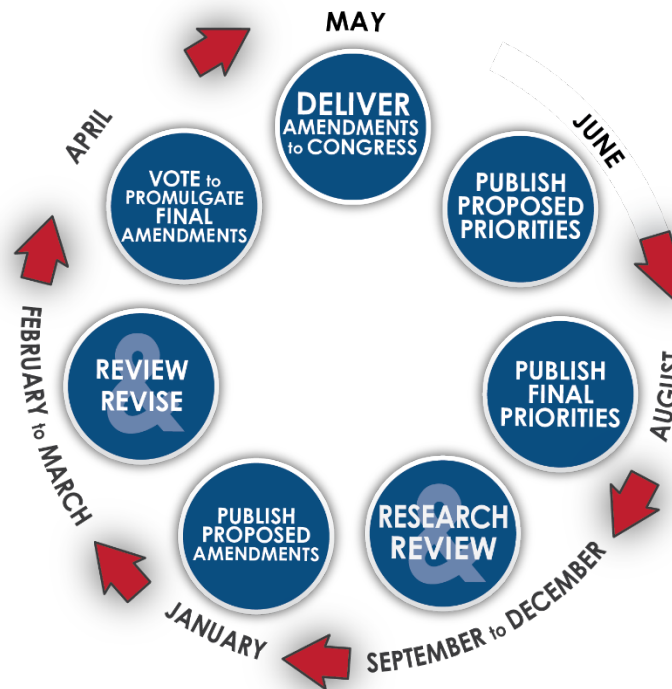 MAY
DELIVER
AMENDMENTS
to CONGRESS
JUNE
PUBLISH
PROPOSED
PRIORITIES
AUGUST
PUBLISH
FINAL
PRIORITIES
SEPTEMBER to DECEMBER
&
RESEARCH
REVIEW
JANUARY
PUBLISH
PROPOSED
AMENDMENTS
FEBRUARY to MARCH
&
REVIEW
REVISE
APRIL
VOTE to
PROMULGATE
FINAL
AMENDMENTS